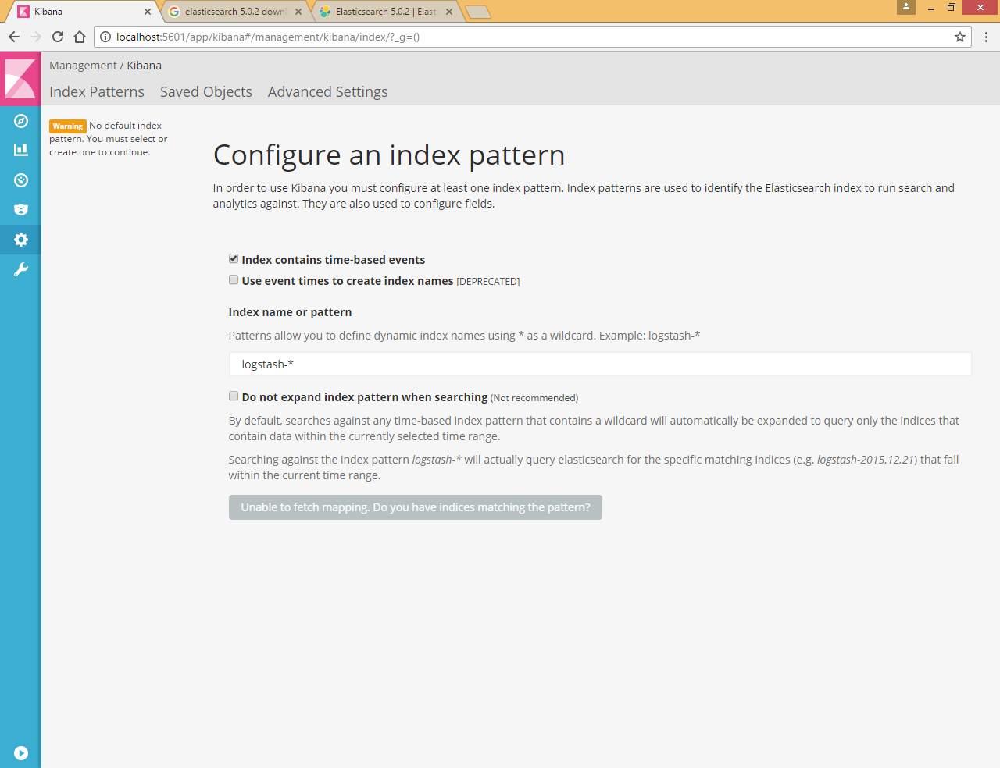 Kibana
elasticsearch 5.0.2 downl
Elasticsearch 5.0.2 | Elast
localhost:5601/app/kibana#/management/kibana/index/?_g=()
Management / Kibana
Index Patterns Saved Objects Advanced Settings
Warning No default index
pattern. You must select or
create one to continue.
Configure an index pattern
In order to use Kibana you must configure at least one index pattern. Index patterns are used to identify the Elasticsearch index to run search and
analytics against. They are also used to configure fields.
Index contains time-based events
Use event times to create index names [DEPRECATED]
Index name or pattern
Patterns allow you to define dynamic index names using * as a wildcard. Example: logstash-*
logstash-*
Do not expand index pattern when searching (Not recommended)
By default, searches against any time-based index pattern that contains a wildcard will automatically be expanded to query only the indices that
contain data within the currently selected time range.
Searching against the index pattern logstash-* will actually query elasticsearch for the specific matching indices (e.g. logstash-2015.12.21) that fall
within the current time range.
Unable to fetch mapping. Do you have indices matching the pattern?